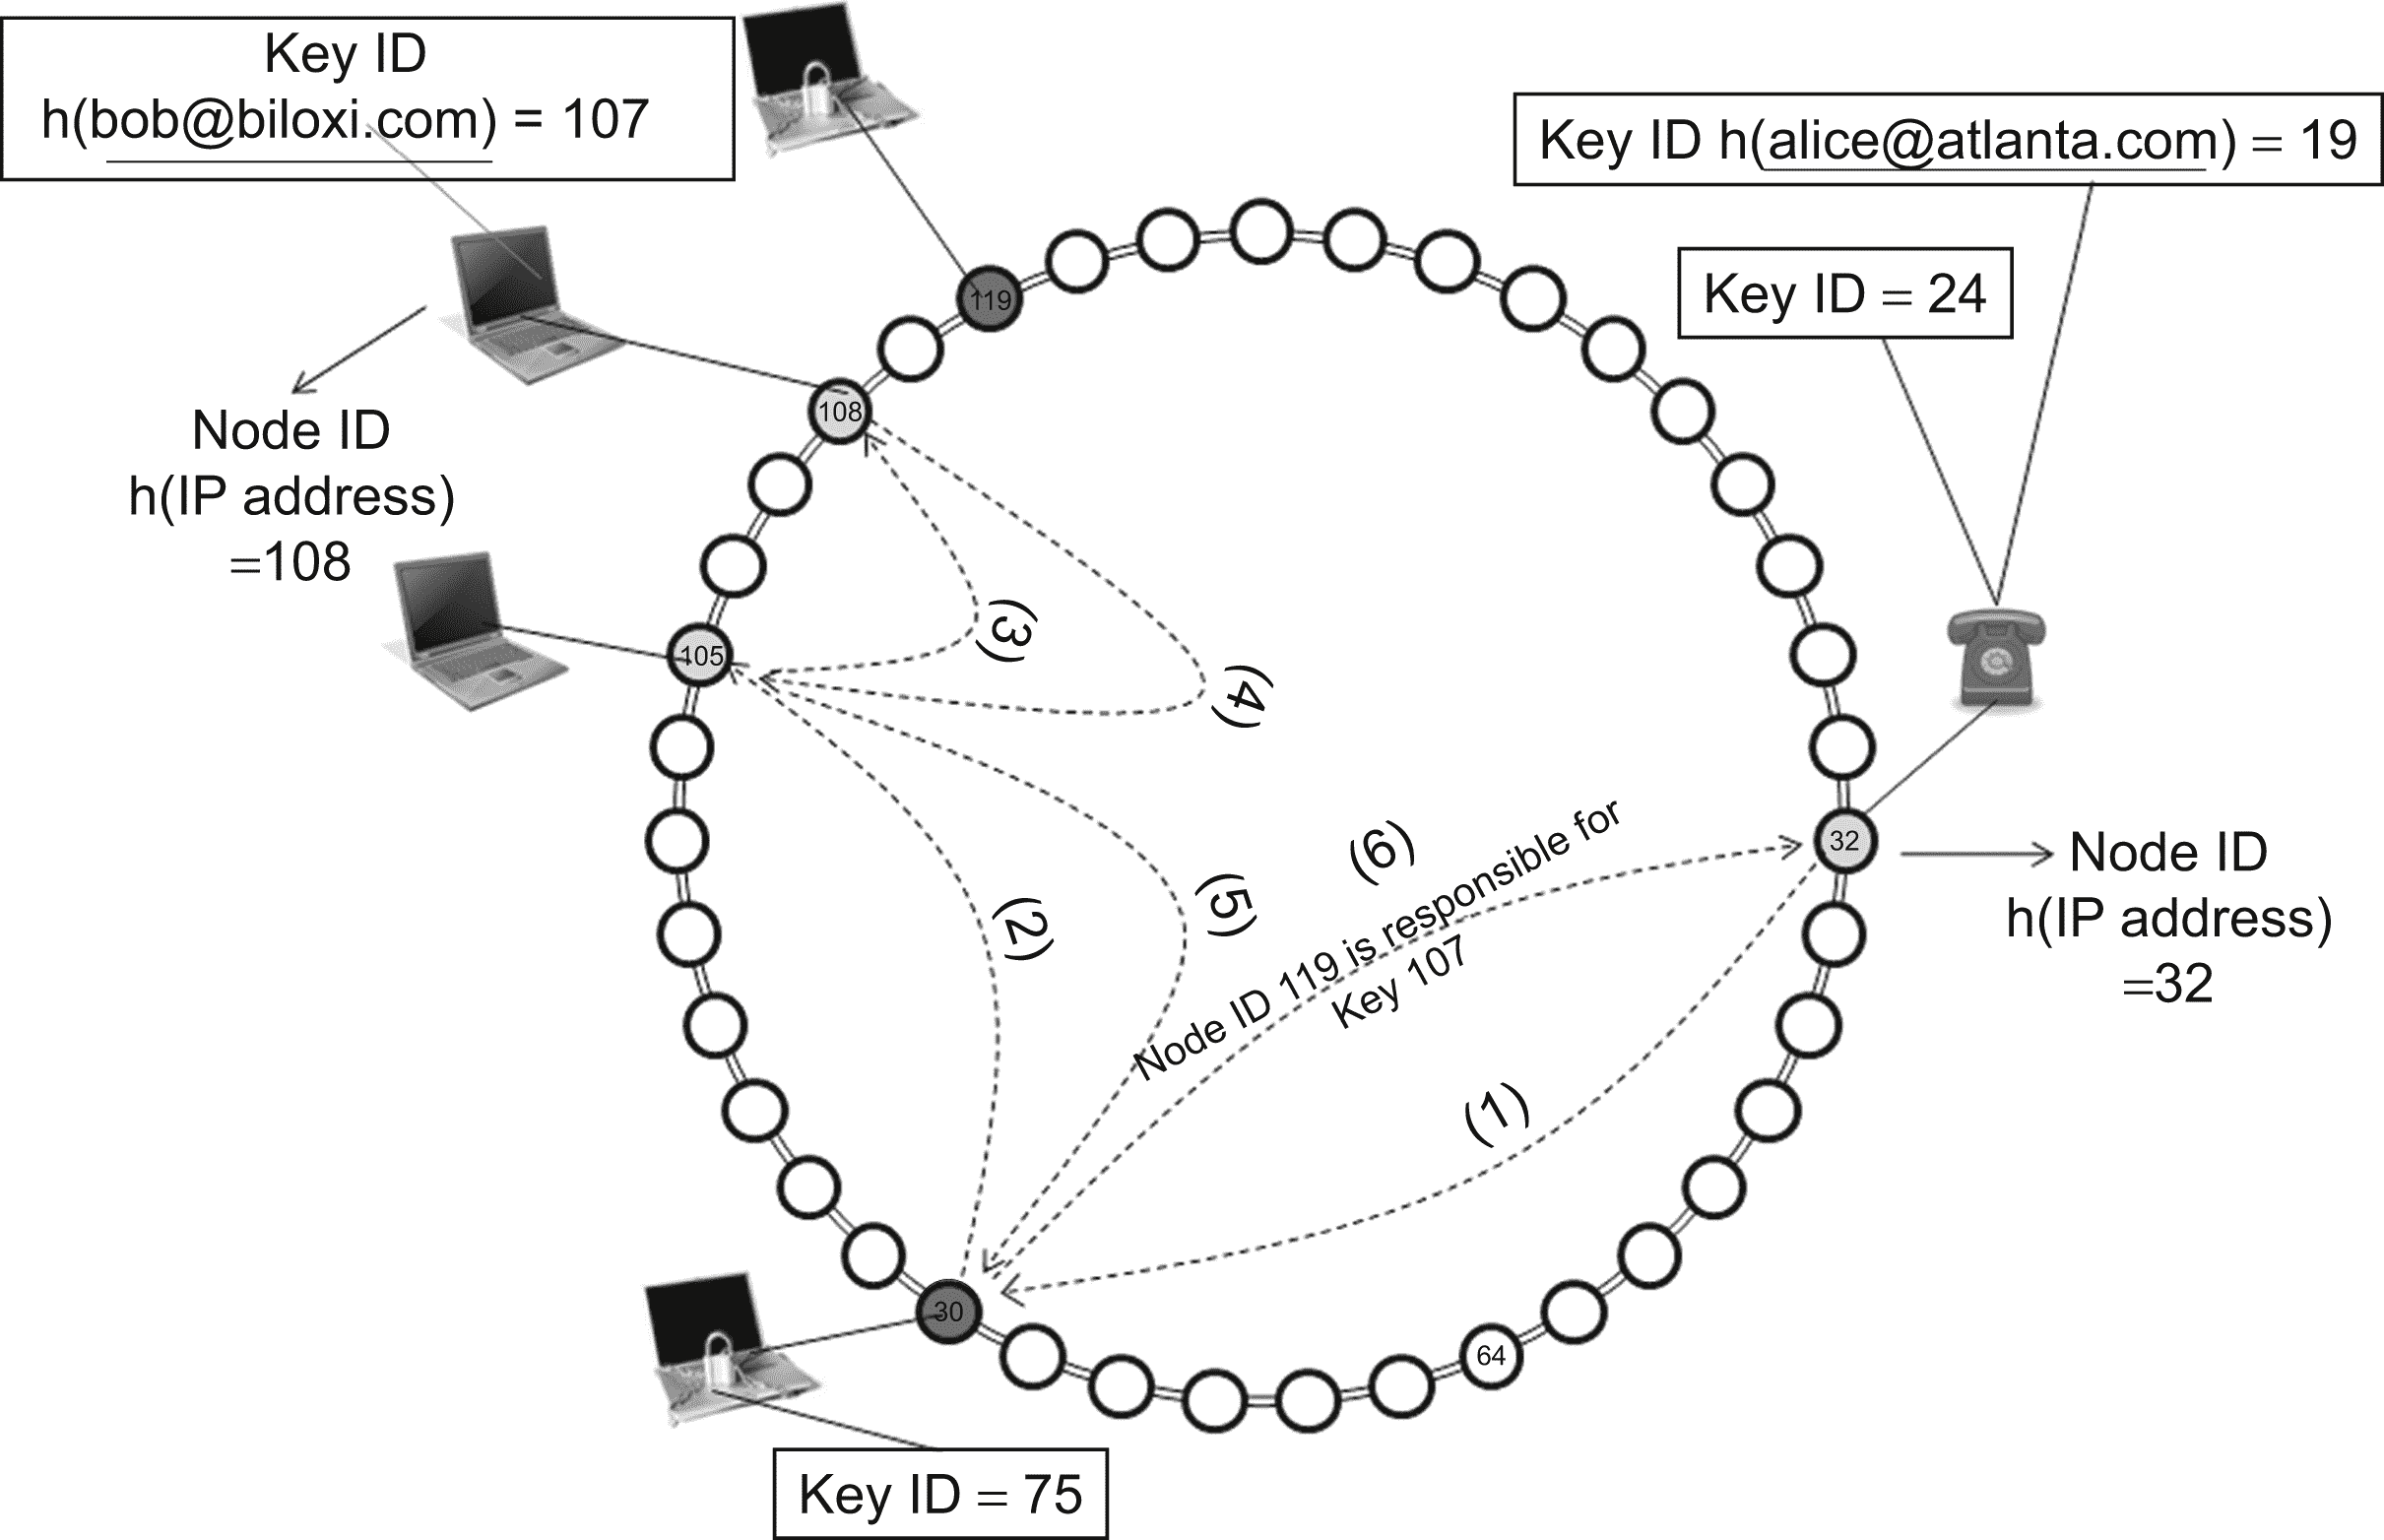 Key ID
h(bob@biloxi.com) = 107
Key ID h(alice@atlanta.com) = 19
Key ID = 24
119
108
Node ID
h(IP address)
=108
105
(3)
(4)
32
Node ID
h(IP address)
=32
(2)
(5)
(6)
Node ID 119 is responsible for
Key 107
(1)
30
64
Key ID = 75